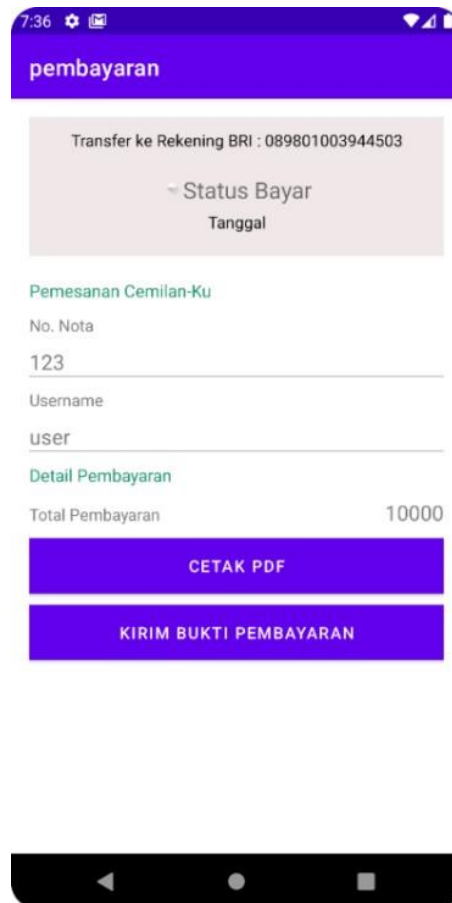 7:36
pembayaran
Transfer ke Rekening BRI : 089801003944503
Status Bayar
Tanggal
Pemesanan Cemilan-Ku
No. Nota
123
Username
user
Detail Pembayaran
Total Pembayaran 10000
CETAK PDF
KIRIM BUKTI PEMBAYARAN